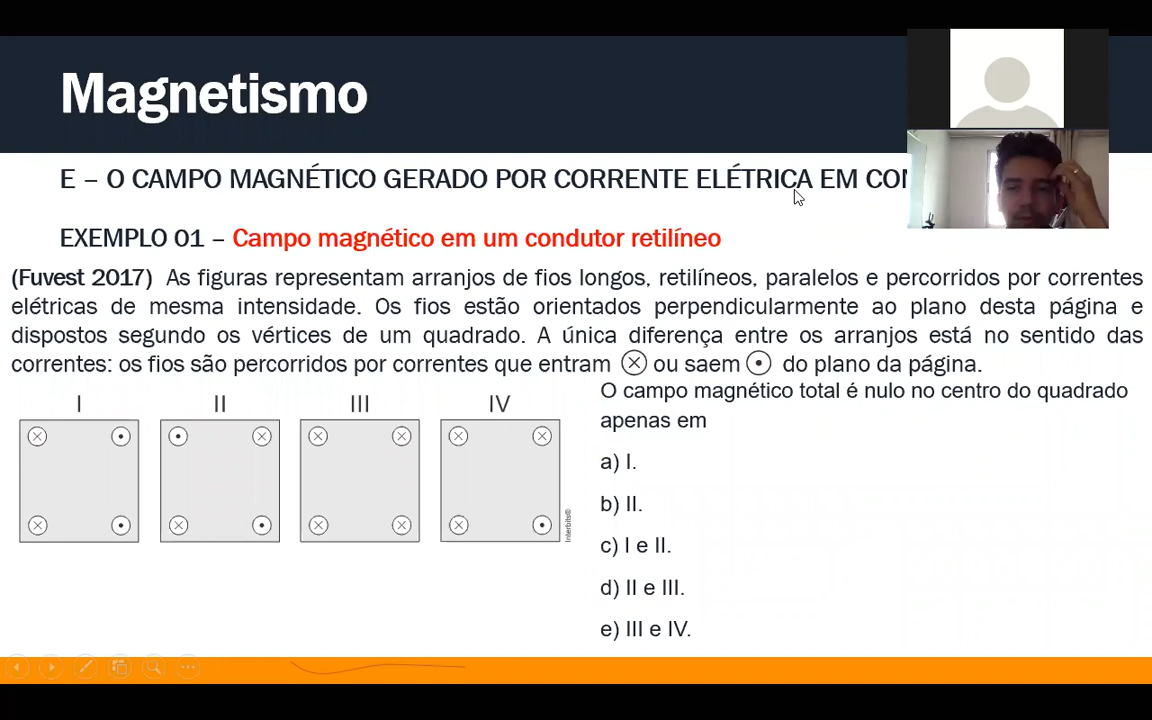 Magnetismo
E – O CAMPO MAGNÉTICO GERADO POR CORRENTE ELÉTRICA EM
EXEMPLO 01 – Campo magnético em um condutor retilíneo
(Fuvest 2017) As figuras representam arranjos de fios longos, retilíneos, paralelos e percorridos por correntes
elétricas de mesma intensidade. Os fios estão orientados perpendicularmente ao plano desta página e
dispostos segundo os vértices de um quadrado. A única diferença entre os arranjos está no sentido das
correntes: os fios são percorridos por correntes que entram ⊗ ou saem ⊙ do plano da página.
I II III IV
Interbits®
O campo magnético total é nulo no centro do quadrado
apenas em
a) I.
b) II.
c) I e II.
d) II e III.
e) III e IV.